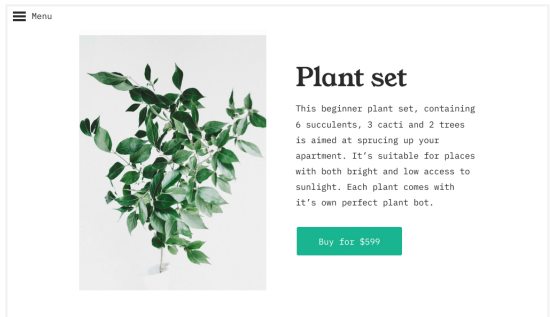 Menu
Plant set
This beginner plant set, containing
6 succulents, 3 cacti and 2 trees
is aimed at sprucing up your
apartment. It’s suitable for places
with both bright and low access to
sunlight. Each plant comes with
it’s own perfect plant bot.
Buy for $599